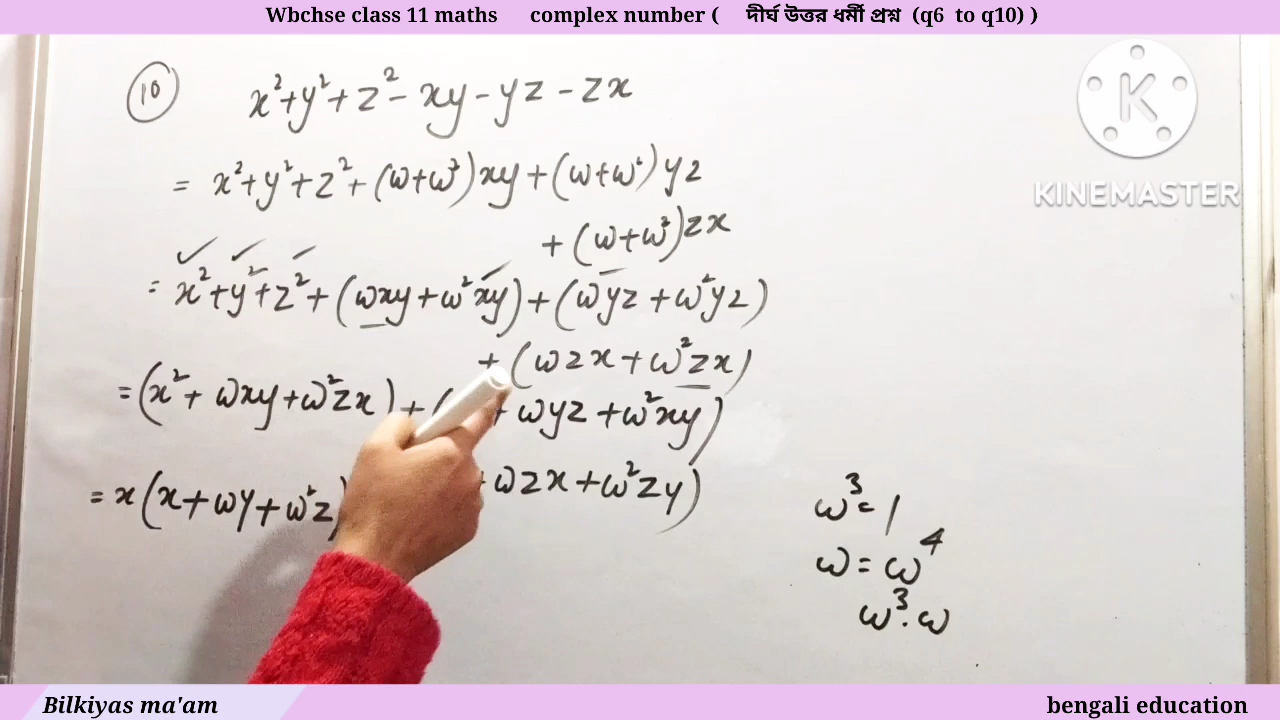 Wbchse class 11 maths complex number ( দীর্ঘ উত্তর ধর্মী প্রশ্ন (q6 to q10) )
K
KINEMASTER
10
x²+y²+z²-xy-yz-zx
= x²+y²+z²+(ω+ω²)xy+(ω+ω²)yz
+(ω+ω²)zx
= x²+y²+z²+(ωxy+ω²xy)+(ωyz+ω²yz)
+(ωzx+ω²zx)
=(x²+ωxy+ω²zx)+( + ωyz+ω²xy)
= x(x+ωy+ω²z) + ωzx+ω²zy)
ω³=1
ω=ω⁴
ω³.ω
Bilkiyas ma'am
bengali education